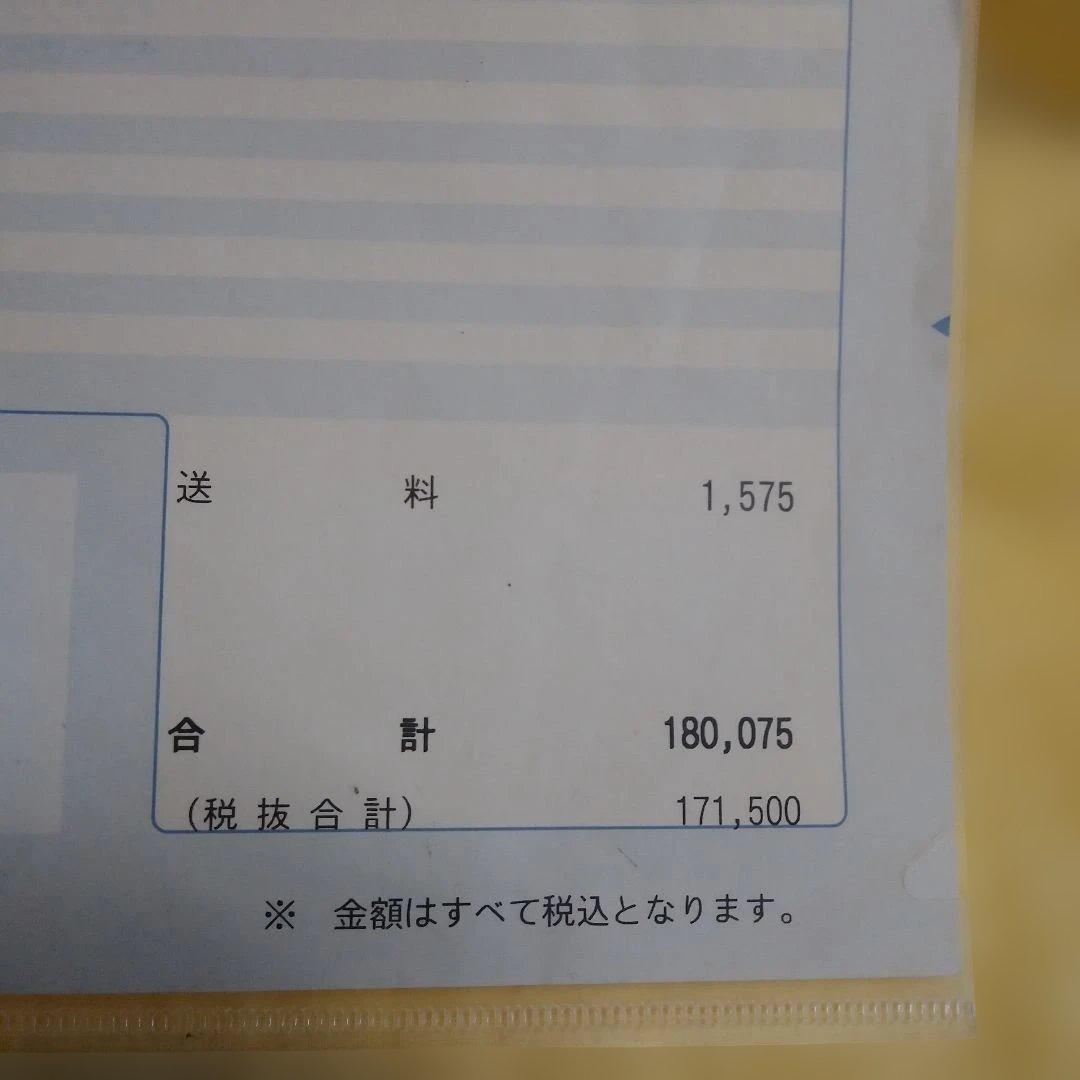 送料 1,575
合計 180,075
(税抜合計) 171,500
※ 金額はすべて税込となります。